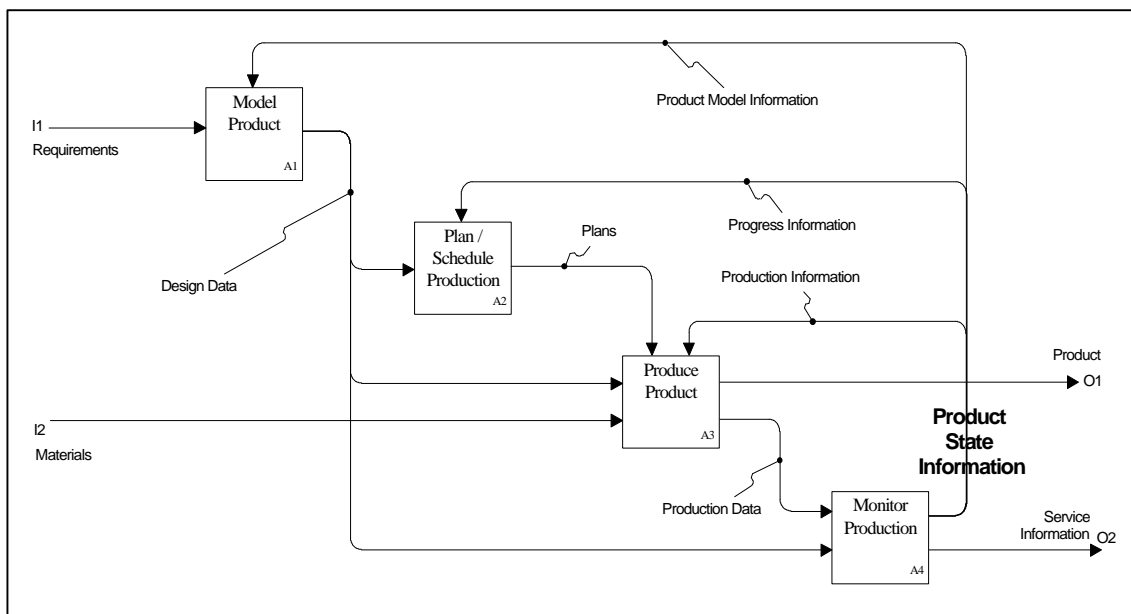 Model
Product
A1
Product Model Information
I1
Requirements
Progress Information
Plan /
Schedule
Production
A2
Plans
Production Information
Design Data
Produce
Product
A3
Product
O1
I2
Materials
Product
State
Information
Production Data
Monitor
Production
A4
Service
Information
O2